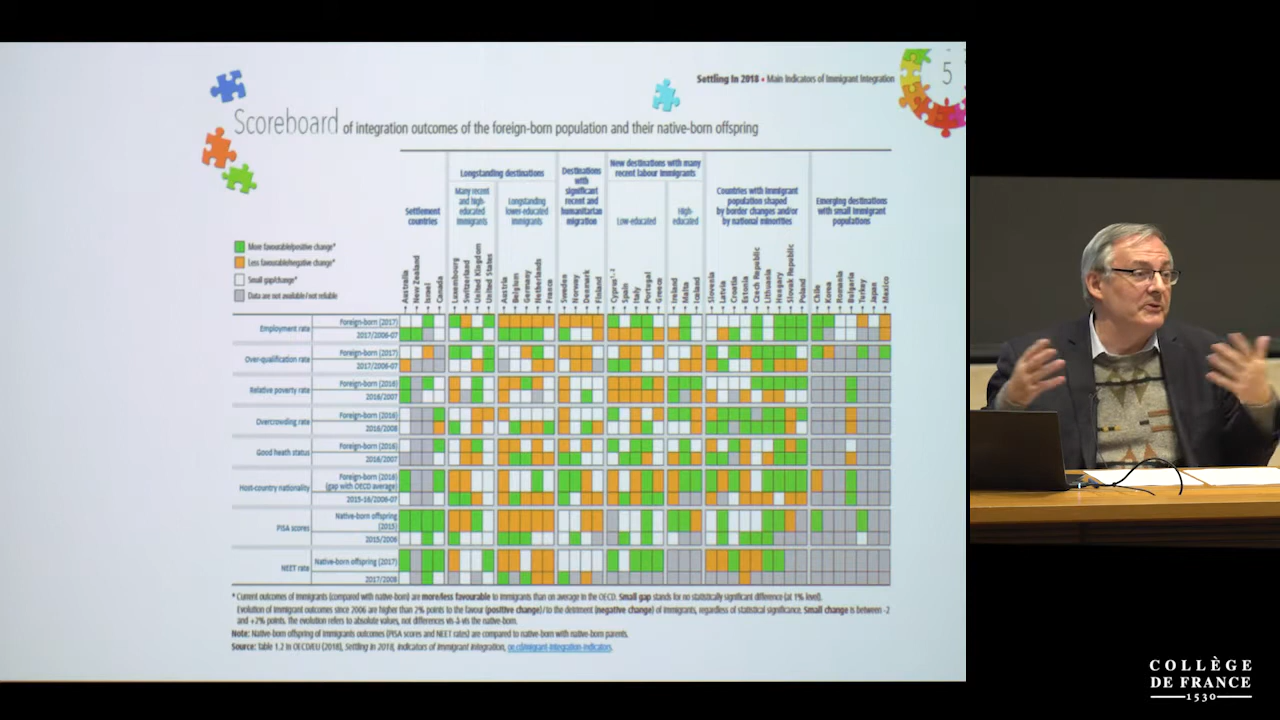 Settling In 2018 • Main Indicators of Immigrant Integration
5
Scoreboard of integration outcomes of the foreign-born population and their native-born offspring
Settlement countries
Longstanding destinations
Many recent and high-educated immigrants
Longstanding lower-educated immigrants
Destinations with significant recent and humanitarian migration
New destinations with many recent labour immigrants
Low-educated
High-educated
Countries with immigrant population shaped by border changes and/or by national minorities
Emerging destinations with small immigrant populations
More favourable/positive change*
Less favourable/negative change*
Small gap/change*
Data are not available/not reliable
Australia
New Zealand
Israel
Canada
Luxembourg
Switzerland
United Kingdom
United States
Austria
Belgium
Germany
Netherlands
France
Sweden
Norway
Denmark
Finland
Cyprus
Spain
Italy
Portugal
Greece
Ireland
Malta
Iceland
Slovenia
Latvia
Croatia
Estonia
Czech Republic
Lithuania
Hungary
Slovak Republic
Poland
Chile
Korea
Romania
Bulgaria
Turkey
Japan
Mexico
Employment rate
Foreign-born (2017)
2017/2006-07
Over-qualification rate
Foreign-born (2017)
2017/2006-07
Relative poverty rate
Foreign-born (2016)
2016/2007
Overcrowding rate
Foreign-born (2016)
2016/2008
Good heath status
Foreign-born (2016)
2016/2007
Host-country nationality
Foreign-born (2016)
(gap with OECD average)
2015-16/2006-07
PISA scores
Native-born offspring
(2015)
2015/2006
NEET rate
Native-born offspring (2017)
2017/2008
* Current outcomes of immigrants (compared with native-born) are more/less favourable to immigrants than on average in the OECD. Small gap stands for no statistically significant difference (at 1% level).
Evolution of immigrant outcomes since 2006 are higher than 2% points to the favour (positive change)/to the detriment (negative change) of immigrants, regardless of statistical significance. Small change is between -2
and +2% points. The evolution refers to absolute values, not differences vis-à-vis the native-born.
Note: Native-born offspring of immigrants outcomes (PISA scores and NEET rates) are compared to native-born with native-born parents.
Source: Table 1.2 in OECD/EU (2018), Settling in 2018, Indicators of Immigrant Integration, oe.cd/migrant-integration-indicators.
COLLÈGE
DE FRANCE
1530